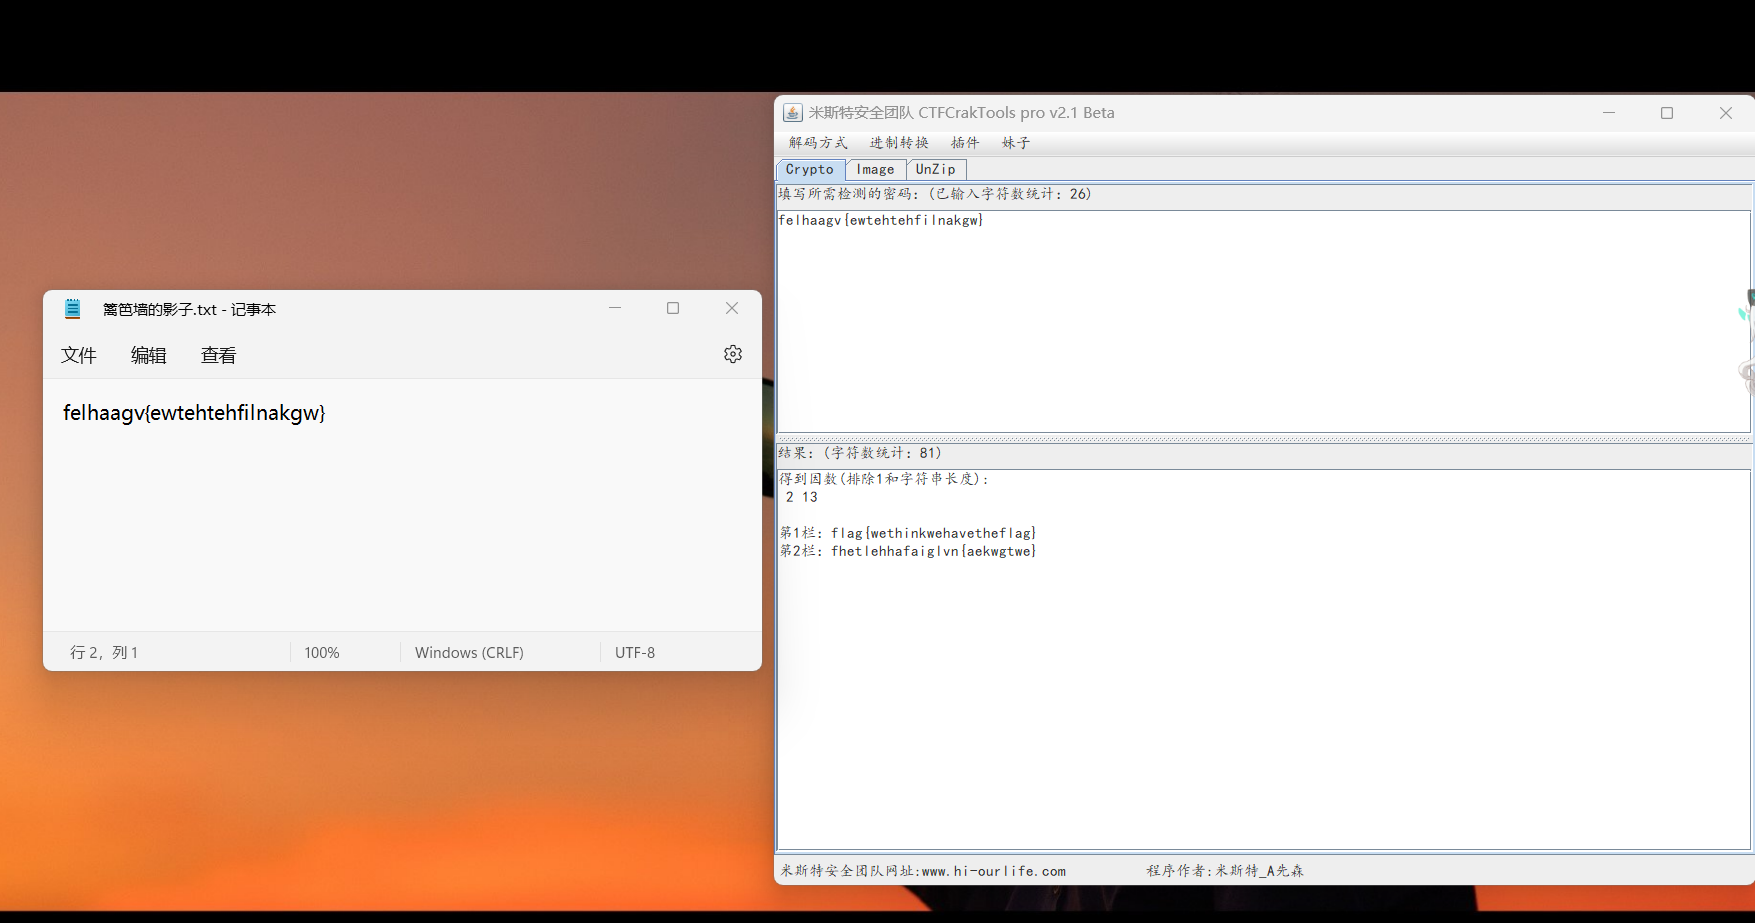 篱笆墙的影子.txt - 记事本
文件 编辑 查看
felhaagv{ewtehtehfilnakgw}
行 2，列 1 100% Windows (CRLF) UTF-8
米斯特安全团队 CTFCrakTools pro v2.1 Beta
解码方式 进制转换 插件 妹子
Crypto Image UnZip
填写所需检测的密码：(已输入字符数统计：26)
felhaagv{ewtehtehfilnakgw}
结果：(字符数统计：81)
得到因数(排除1和字符串长度)：
2 13
第1栏：flag{wethinkwehavetheflag}
第2栏：fhetlehhafaiglvn{aekwgtwe}
米斯特安全团队网址:www.hi-ourlife.com 程序作者:米斯特_A先森